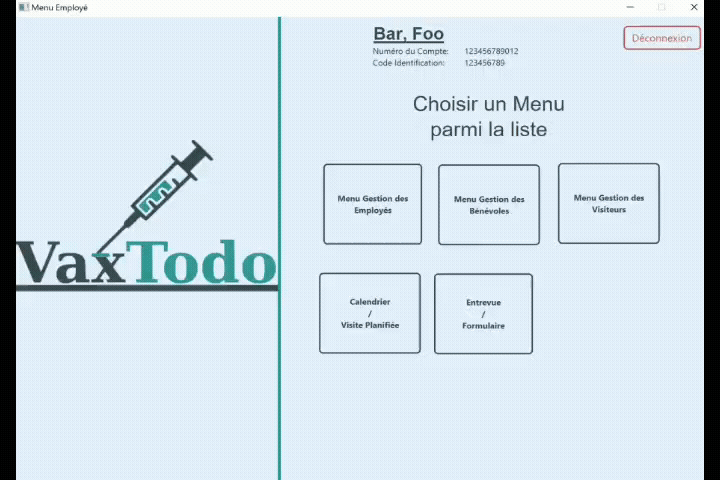 Menu Employé
Bar, Foo
Numéro du Compte: 123456789012
Code Identification: 123456789
Déconnexion
Choisir un Menu
parmi la liste
VaxTodo
Menu Gestion des
Employés
Menu Gestion des
Bénévoles
Menu Gestion des
Visiteurs
Calendrier
/
Visite Planifiée
Entrevue
/
Formulaire